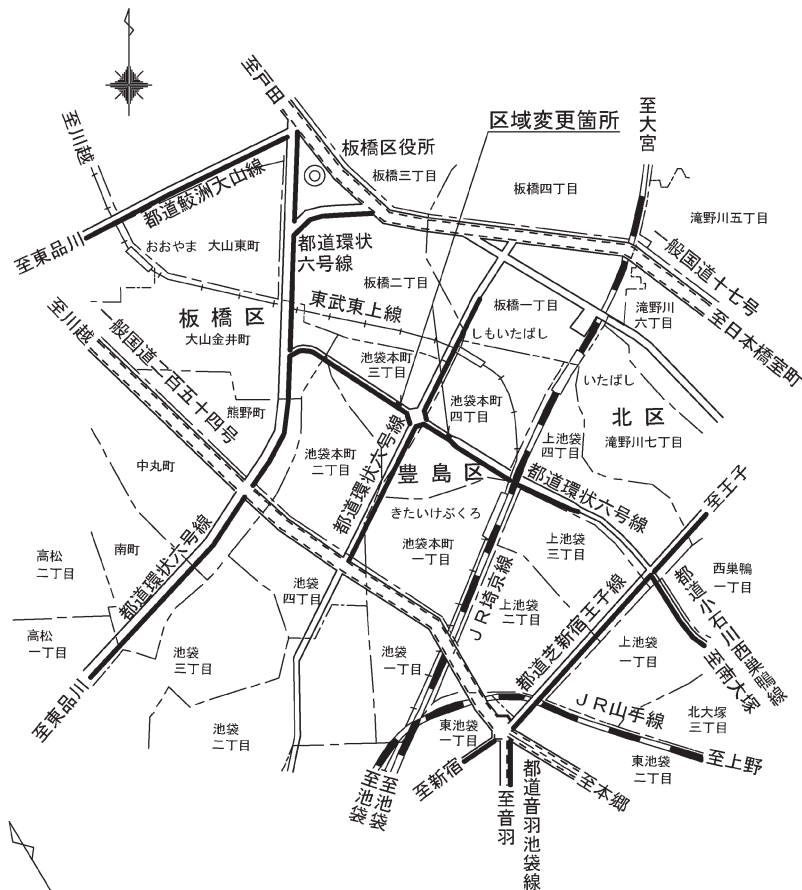 至戸田
至川越
区域変更箇所
至大宮
板橋区役所
板橋三丁目
板橋四丁目
滝野川五丁目
都道鮫洲大山線
至東品川
おおやま
大山東町
都道環状
六号線
一般国道十七号
板橋二丁目
板橋一丁目
滝野川
六丁目
至日本橋室町
至川越
一般国道二百五十四号
板橋区
大山金井町
東武東上線
しもいたばし
池袋本町
三丁目
いたばし
池袋本町
四丁目
北区
滝野川七丁目
熊野町
上池袋
四丁目
中丸町
池袋本町
二丁目
都道環状六号線
豊島区
都道環状六号線
至王子
きたいけぶくろ
高松
二丁目
南町
都道環状六号線
池袋本町
一丁目
JR埼京線
上池袋
三丁目
西巣鴨
一丁目
都道小石川西巣鴨線
池袋
四丁目
上池袋
二丁目
都道芝新宿王子線
上池袋
一丁目
至南大塚
高松
一丁目
池袋
三丁目
池袋
一丁目
JR山手線
北大塚
三丁目
至東品川
池袋
二丁目
東池袋
一丁目
東池袋
二丁目
至上野
至池袋
至池袋
至新宿
至音羽
都道音羽池袋線
至本郷